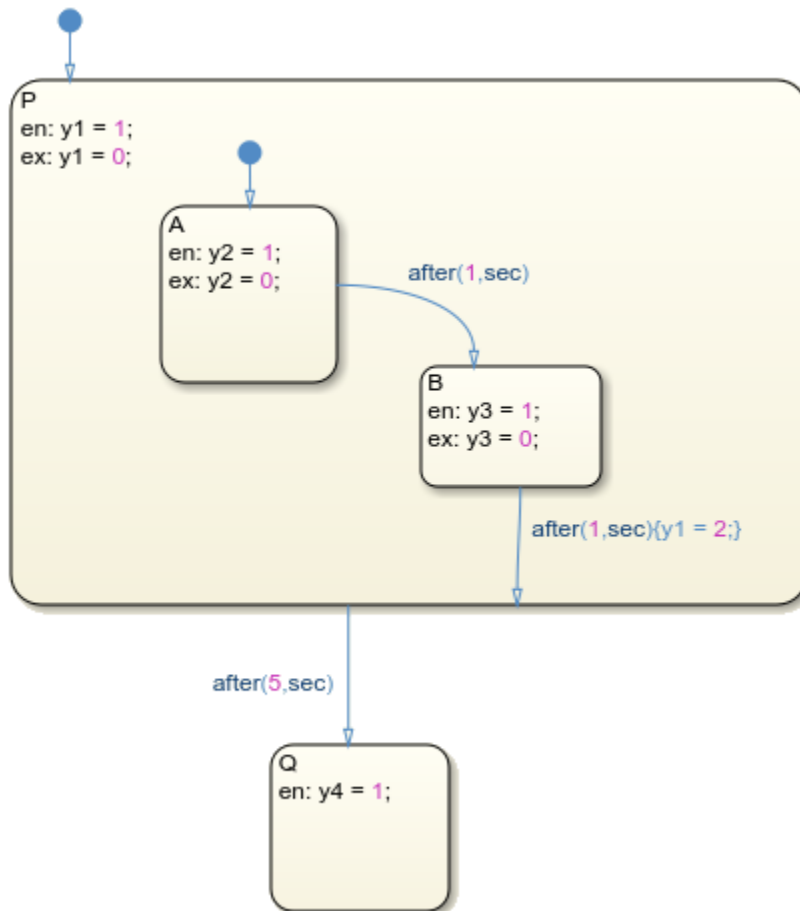 P
en: y1 = 1;
ex: y1 = 0;
A
en: y2 = 1;
ex: y2 = 0;
after(1,sec)
B
en: y3 = 1;
ex: y3 = 0;
after(1,sec){y1 = 2;}
after(5,sec)
Q
en: y4 = 1;